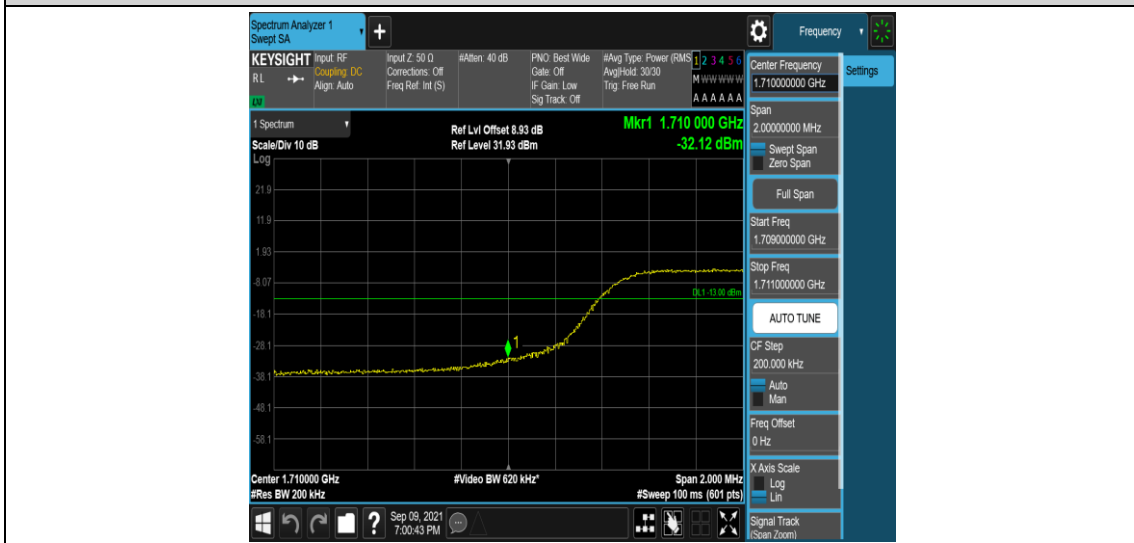 Spectrum Analyzer 1
Swept SA
+
Frequency
KEYSIGHT
RL
LXI
Input: RF
Coupling: DC
Align: Auto
Input Z: 50 Ω
Corrections: Off
Freq Ref: Int (S)
#Atten: 40 dB
PNO: Best Wide
Gate: Off
IF Gain: Low
Sig Track: Off
#Avg Type: Power (RMS
Avg|Hold: 30/30
Trig: Free Run
1 2 3 4 5 6
M W W W W W
A A A A A A
1 Spectrum
Scale/Div 10 dB
Ref Lvl Offset 8.93 dB
Ref Level 31.93 dBm
Mkr1 1.710 000 GHz
-32.12 dBm
Log
21.9
11.9
1.93
-8.07
-18.1
-28.1
-38.1
-48.1
-58.1
DL1 -13.00 dBm
1
Center 1.710000 GHz
#Res BW 200 kHz
#Video BW 620 kHz*
Span 2.000 MHz
#Sweep 100 ms (601 pts)
?
Sep 09, 2021
7:00:43 PM
Center Frequency
1.710000000 GHz
Settings
Span
2.00000000 MHz
Swept Span
Zero Span
Full Span
Start Freq
1.709000000 GHz
Stop Freq
1.711000000 GHz
AUTO TUNE
CF Step
200.000 kHz
Auto
Man
Freq Offset
0 Hz
X Axis Scale
Log
Lin
Signal Track
(Span Zoom)